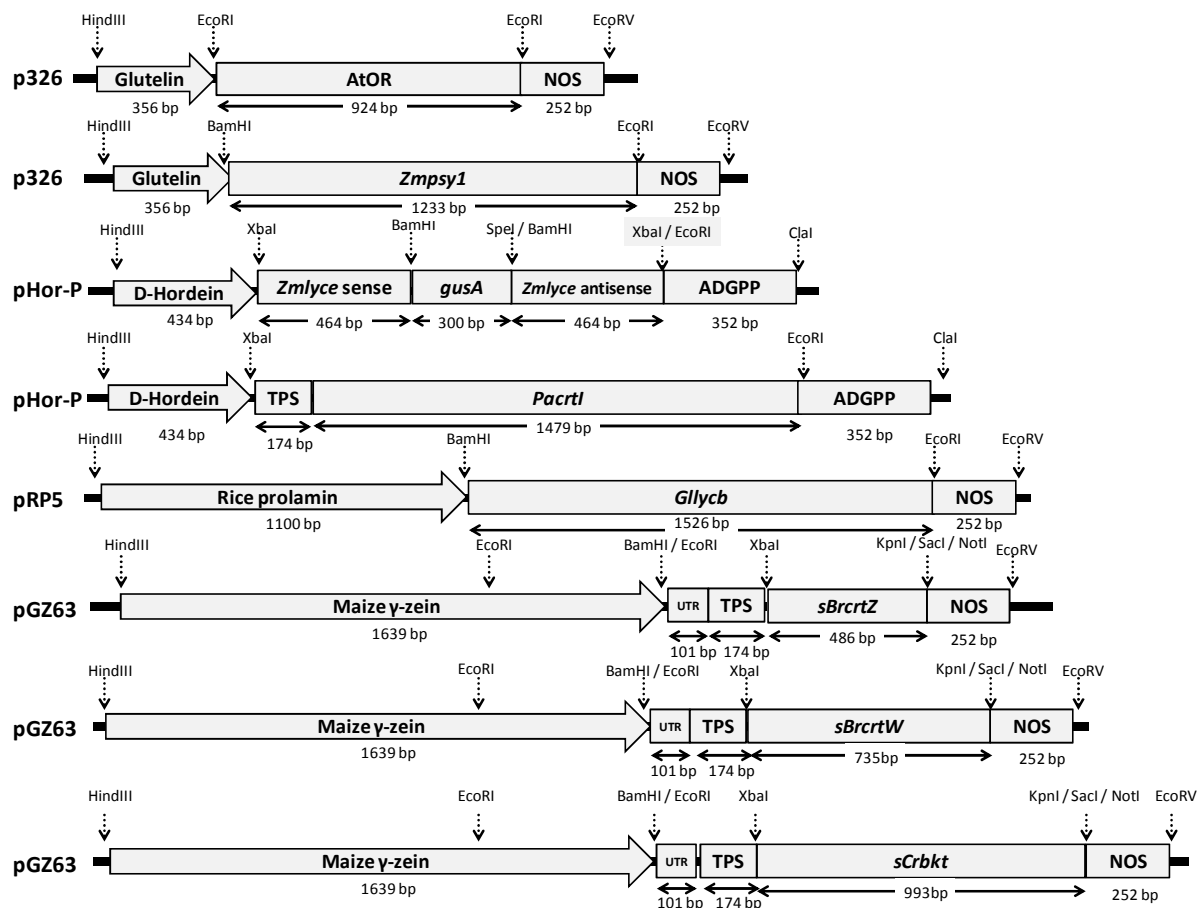 HindIII EcoRI EcoRI EcoRV
p326 Glutelin AtOR NOS
356 bp 924 bp 252 bp
HindIII BamHI EcoRI EcoRV
p326 Glutelin Zmpsy1 NOS
356 bp 1233 bp 252 bp
HindIII XbaI BamHI SpeI / BamHI XbaI / EcoRI ClaI
pHor-P D-Hordein Zmlyce sense gusA Zmlyce antisense ADGPP
434 bp 464 bp 300 bp 464 bp 352 bp
HindIII XbaI EcoRI ClaI
pHor-P D-Hordein TPS PacrtI ADGPP
434 bp 174 bp 1479 bp 352 bp
HindIII BamHI EcoRI EcoRV
pRP5 Rice prolamin Gllycb NOS
1100 bp 1526 bp 252 bp
HindIII EcoRI BamHI / EcoRI XbaI KpnI / SacI / NotI EcoRV
pGZ63 Maize γ-zein UTR TPS sBrcrtZ NOS
1639 bp 101 bp 174 bp 486 bp 252 bp
HindIII EcoRI BamHI / EcoRI XbaI KpnI / SacI / NotI EcoRV
pGZ63 Maize γ-zein UTR TPS sBrcrtW NOS
1639 bp 101 bp 174 bp 735bp 252 bp
HindIII EcoRI BamHI / EcoRI XbaI KpnI / SacI / NotI EcoRV
pGZ63 Maize γ-zein UTR TPS sCrbkt NOS
1639 bp 101 bp 174 bp 993bp 252 bp